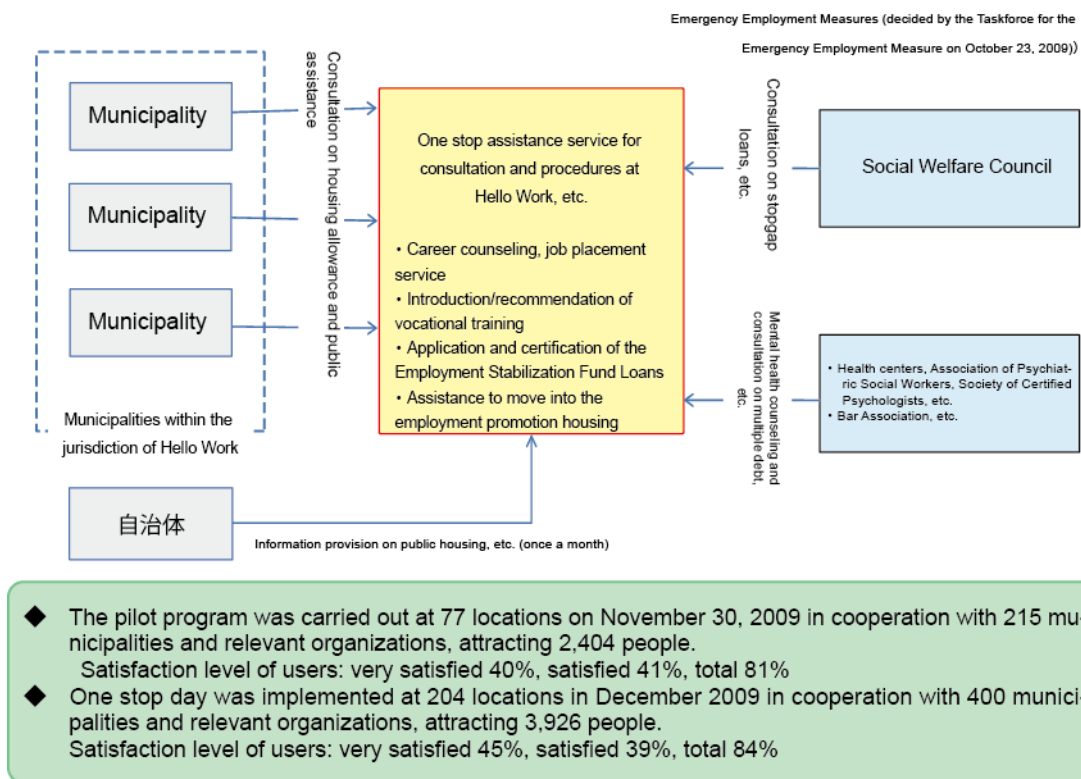 Emergency Employment Measures (decided by the Taskforce for the
Emergency Employment Measure on October 23, 2009))
Municipality
Municipality
Municipality
Municipalities within the
jurisdiction of Hello Work
自治体
Consultation on housing allowance and public
assistance
One stop assistance service for
consultation and procedures at
Hello Work, etc.
・Career counseling, job placement
service
・Introduction/recommendation of
vocational training
・Application and certification of the
Employment Stabilization Fund Loans
・Assistance to move into the
employment promotion housing
Information provision on public housing, etc. (once a month)
Consultation on stopgap
loans, etc.
Social Welfare Council
Mental health counseling and
consultation on multiple debt,
etc.
・Health centers, Association of Psychiat-
ric Social Workers, Society of Certified
Psychologists, etc.
・Bar Association, etc.
◆ The pilot program was carried out at 77 locations on November 30, 2009 in cooperation with 215 mu-
nicipalities and relevant organizations, attracting 2,404 people.
Satisfaction level of users: very satisfied 40%, satisfied 41%, total 81%
◆ One stop day was implemented at 204 locations in December 2009 in cooperation with 400 munici-
palities and relevant organizations, attracting 3,926 people.
Satisfaction level of users: very satisfied 45%, satisfied 39%, total 84%